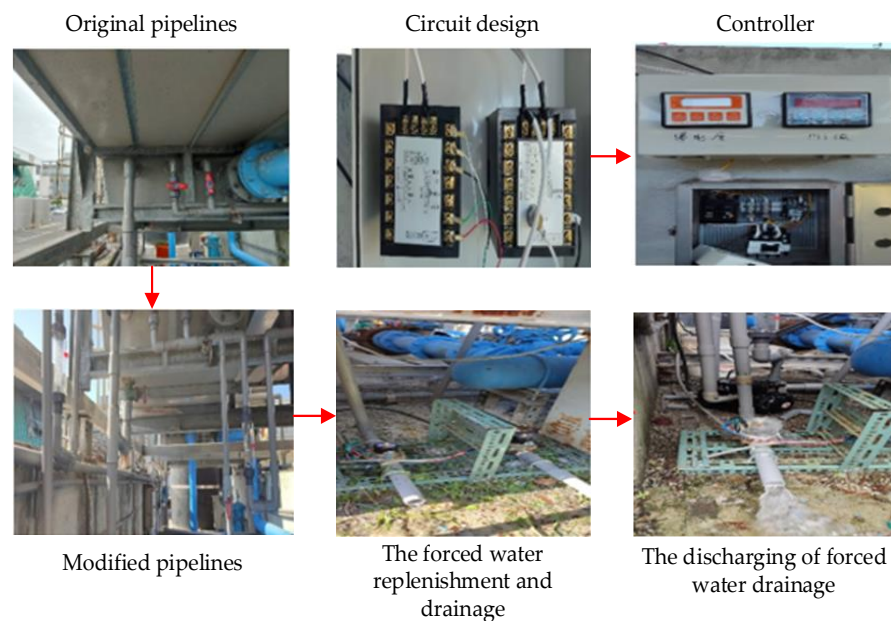 Original pipelines
Circuit design
Controller
Modified pipelines
The forced water
replenishment and
drainage
The discharging of forced
water drainage